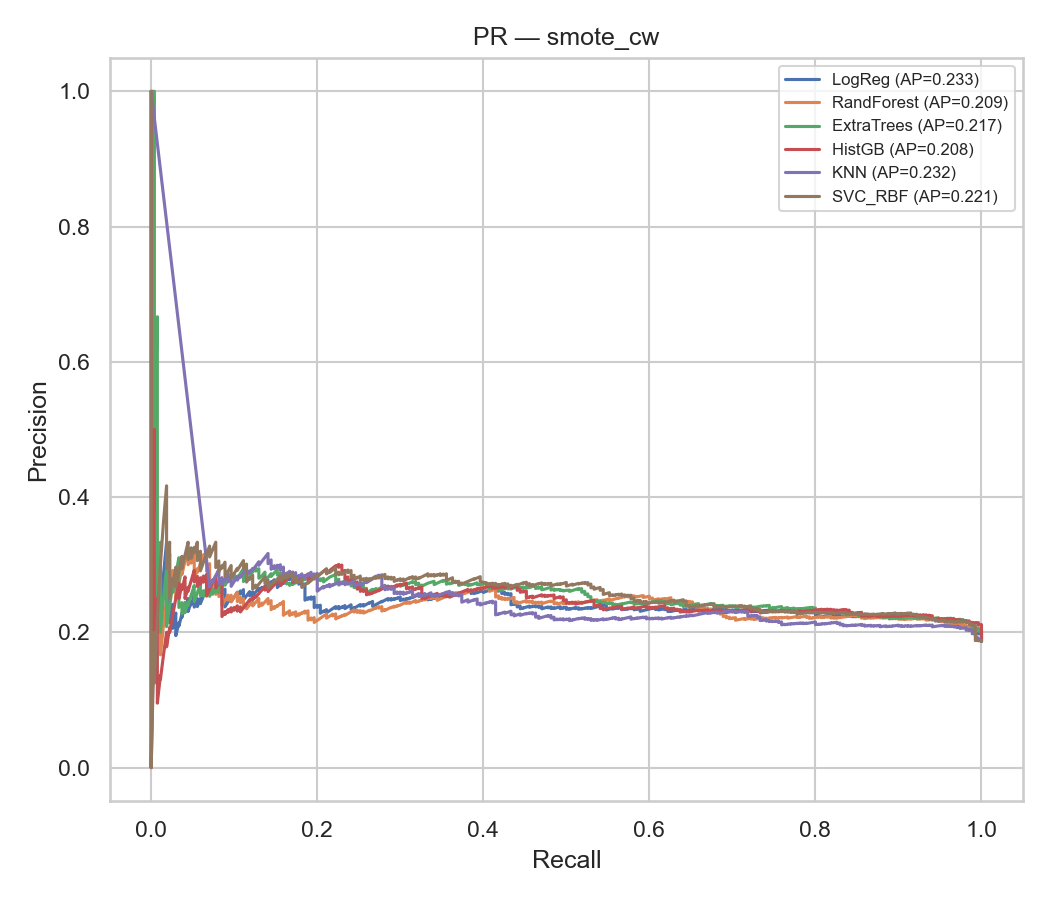 PR — smote_cw
1.0
0.8
0.6
0.4
0.2
0.0
Precision
LogReg (AP=0.233)
RandForest (AP=0.209)
ExtraTrees (AP=0.217)
HistGB (AP=0.208)
KNN (AP=0.232)
SVC_RBF (AP=0.221)
0.0 0.2 0.4 0.6 0.8 1.0
Recall